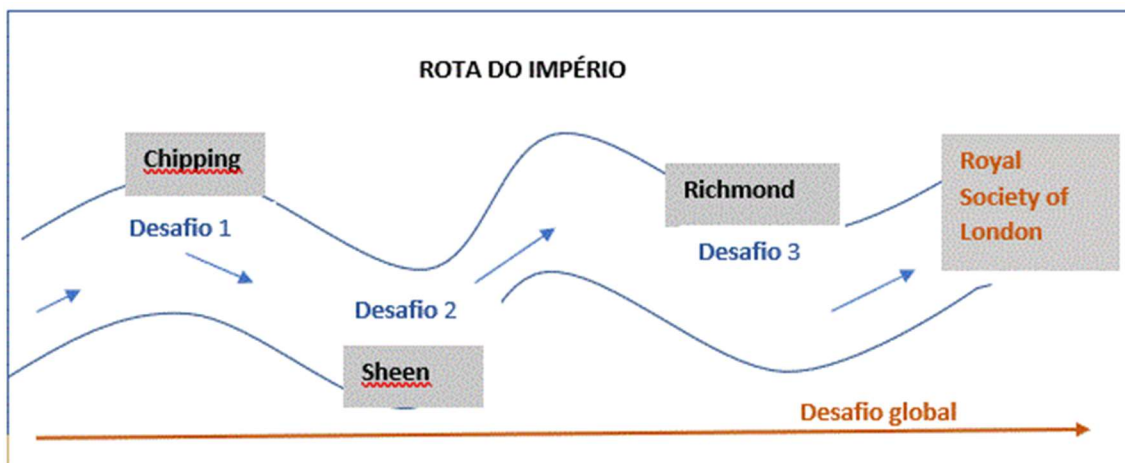 ROTA DO IMPÉRIO
Chipping
Desafio 1
Desafio 2
Sheen
Richmond
Desafio 3
Royal
Society of
London
Desafio global